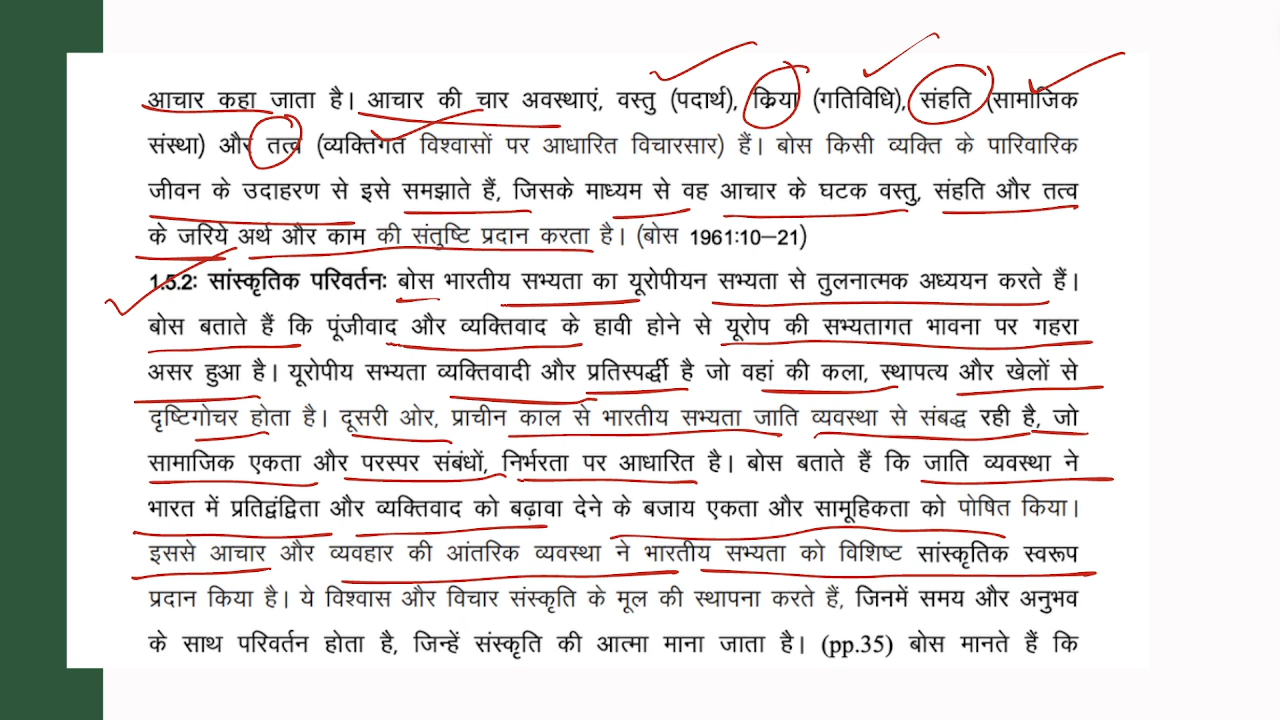 आचार कहा जाता है। आचार की चार अवस्थाएं, वस्तु (पदार्थ), क्रिया (गतिविधि), संहति (सामाजिक
संस्था) और तत्व (व्यक्तिगत विश्वासों पर आधारित विचारसार) हैं। बोस किसी व्यक्ति के पारिवारिक
जीवन के उदाहरण से इसे समझाते हैं, जिसके माध्यम से वह आचार के घटक वस्तु, संहति और तत्व
के जरिये अर्थ और काम की संतुष्टि प्रदान करता है। (बोस 1961:10–21)
1.5.2: सांस्कृतिक परिवर्तन: बोस भारतीय सभ्यता का यूरोपीयन सभ्यता से तुलनात्मक अध्ययन करते हैं।
बोस बताते हैं कि पूंजीवाद और व्यक्तिवाद के हावी होने से यूरोप की सभ्यतागत भावना पर गहरा
असर हुआ है। यूरोपीय सभ्यता व्यक्तिवादी और प्रतिस्पर्द्धी है जो वहां की कला, स्थापत्य और खेलों से
दृष्टिगोचर होता है। दूसरी ओर, प्राचीन काल से भारतीय सभ्यता जाति व्यवस्था से संबद्ध रही है, जो
सामाजिक एकता और परस्पर संबंधों, निर्भरता पर आधारित है। बोस बताते हैं कि जाति व्यवस्था ने
भारत में प्रतिद्वंद्विता और व्यक्तिवाद को बढ़ावा देने के बजाय एकता और सामूहिकता को पोषित किया।
इससे आचार और व्यवहार की आंतरिक व्यवस्था ने भारतीय सभ्यता को विशिष्ट सांस्कृतिक स्वरूप
प्रदान किया है। ये विश्वास और विचार संस्कृति के मूल की स्थापना करते हैं, जिनमें समय और अनुभव
के साथ परिवर्तन होता है, जिन्हें संस्कृति की आत्मा माना जाता है। (pp.35) बोस मानते हैं कि